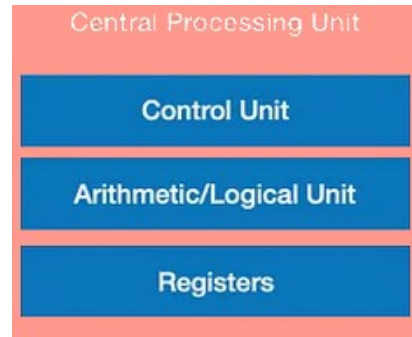 Central Processing Unit
Control Unit
Arithmetic/Logical Unit
Registers